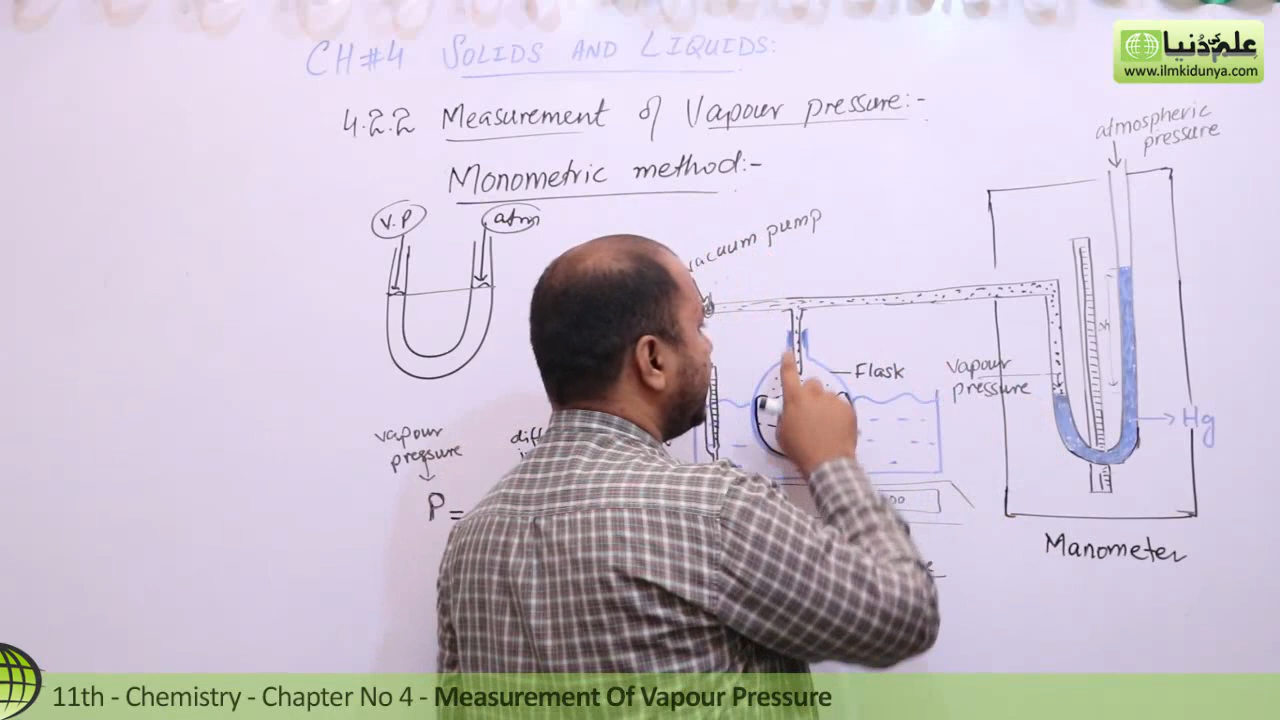 CH#4 SOLIDS AND LIQUIDS:
علم کی دُنیا
www.ilmkidunya.com
4.2.2 Measurement of Vapour pressure:-
Monometric method:-
atmospheric
pressure
V.P
atm
vacuum pump
Flask
vapour
pressure
Hg
vapour
pressure
P =
Manometer
11th - Chemistry - Chapter No 4 - Measurement Of Vapour Pressure